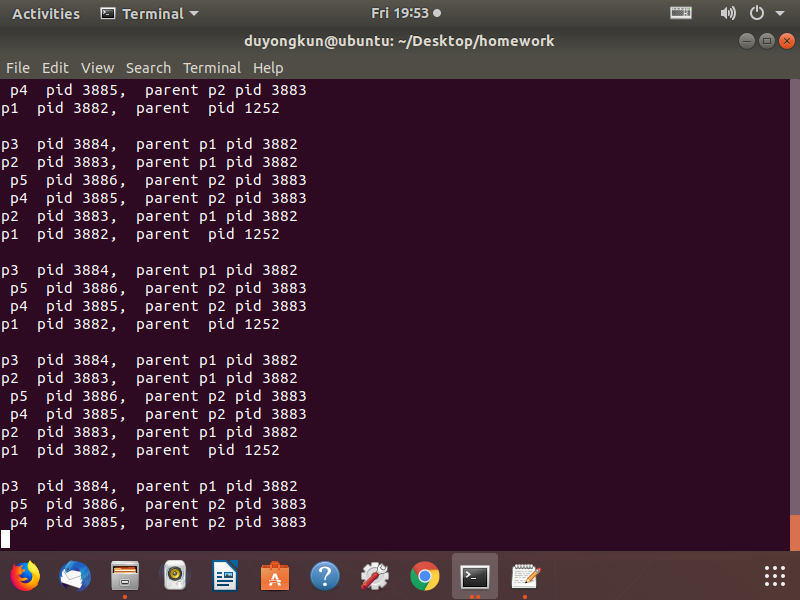 Activities Terminal Fri 19:53
duyongkun@ubuntu: ~/Desktop/homework
File Edit View Search Terminal Help
p4 pid 3885, parent p2 pid 3883
p1 pid 3882, parent pid 1252
p3 pid 3884, parent p1 pid 3882
p2 pid 3883, parent p1 pid 3882
p5 pid 3886, parent p2 pid 3883
p4 pid 3885, parent p2 pid 3883
p2 pid 3883, parent p1 pid 3882
p1 pid 3882, parent pid 1252
p3 pid 3884, parent p1 pid 3882
p5 pid 3886, parent p2 pid 3883
p4 pid 3885, parent p2 pid 3883
p1 pid 3882, parent pid 1252
p3 pid 3884, parent p1 pid 3882
p2 pid 3883, parent p1 pid 3882
p5 pid 3886, parent p2 pid 3883
p4 pid 3885, parent p2 pid 3883
p2 pid 3883, parent p1 pid 3882
p1 pid 3882, parent pid 1252
p3 pid 3884, parent p1 pid 3882
p5 pid 3886, parent p2 pid 3883
p4 pid 3885, parent p2 pid 3883